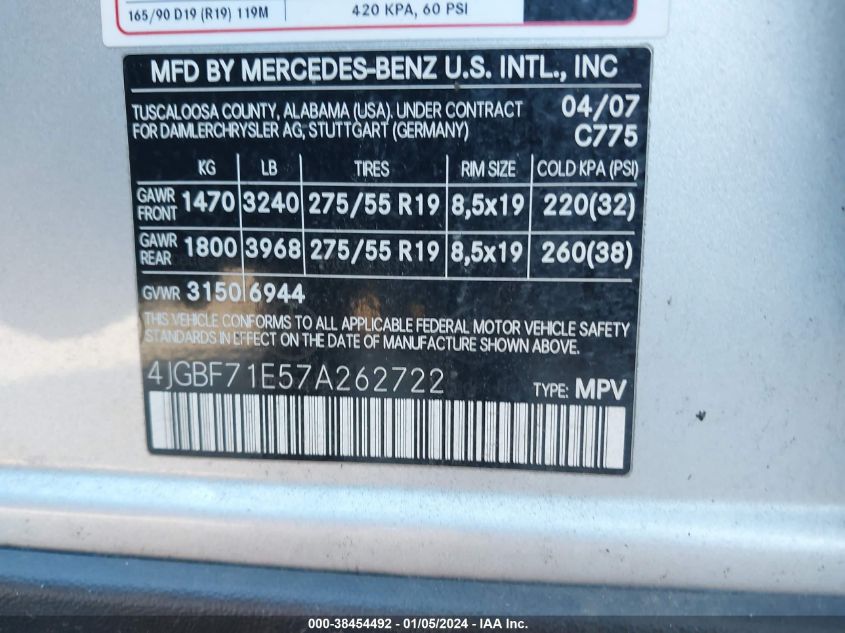 165/90 D19 (R19) 119M 420 KPA, 60 PSI
MFD BY MERCEDES-BENZ U.S. INTL., INC
TUSCALOOSA COUNTY, ALABAMA (USA). UNDER CONTRACT 04/07
FOR DAIMLERCHRYSLER AG, STUTTGART (GERMANY) C775
KG LB TIRES RIM SIZE COLD KPA (PSI)
GAWR FRONT 1470 3240 275/55 R19 8,5x19 220(32)
GAWR REAR 1800 3968 275/55 R19 8,5x19 260(38)
GVWR 3150 6944
THIS VEHICLE CONFORMS TO ALL APPLICABLE FEDERAL MOTOR VEHICLE SAFETY
STANDARDS IN EFFECT ON THE DATE OF MANUFACTURE SHOWN ABOVE.
4JGBF71E57A262722 TYPE: MPV
000-38454492 - 01/05/2024 - IAA Inc.